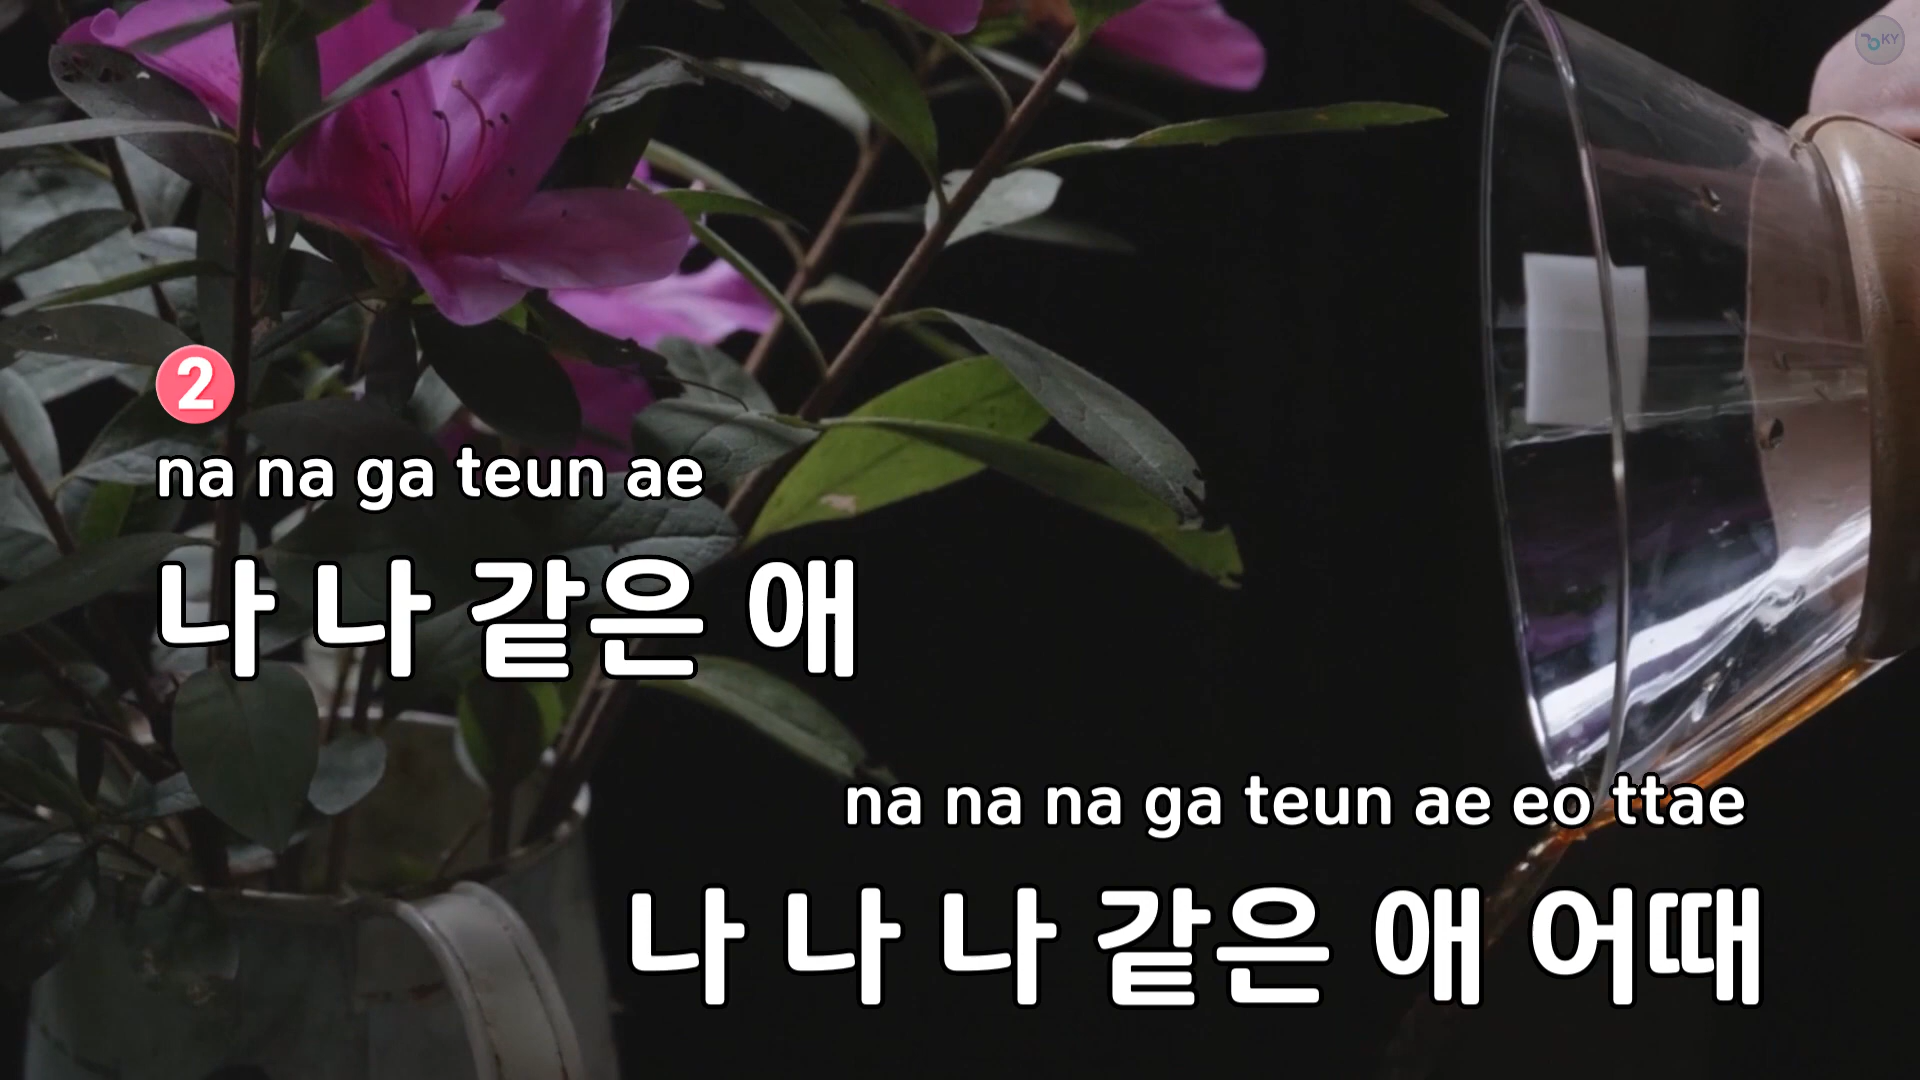 KY
2
na na ga teun ae
나 나 같은 애
na na na ga teun ae eo ttae
나 나 나 같은 애 어때